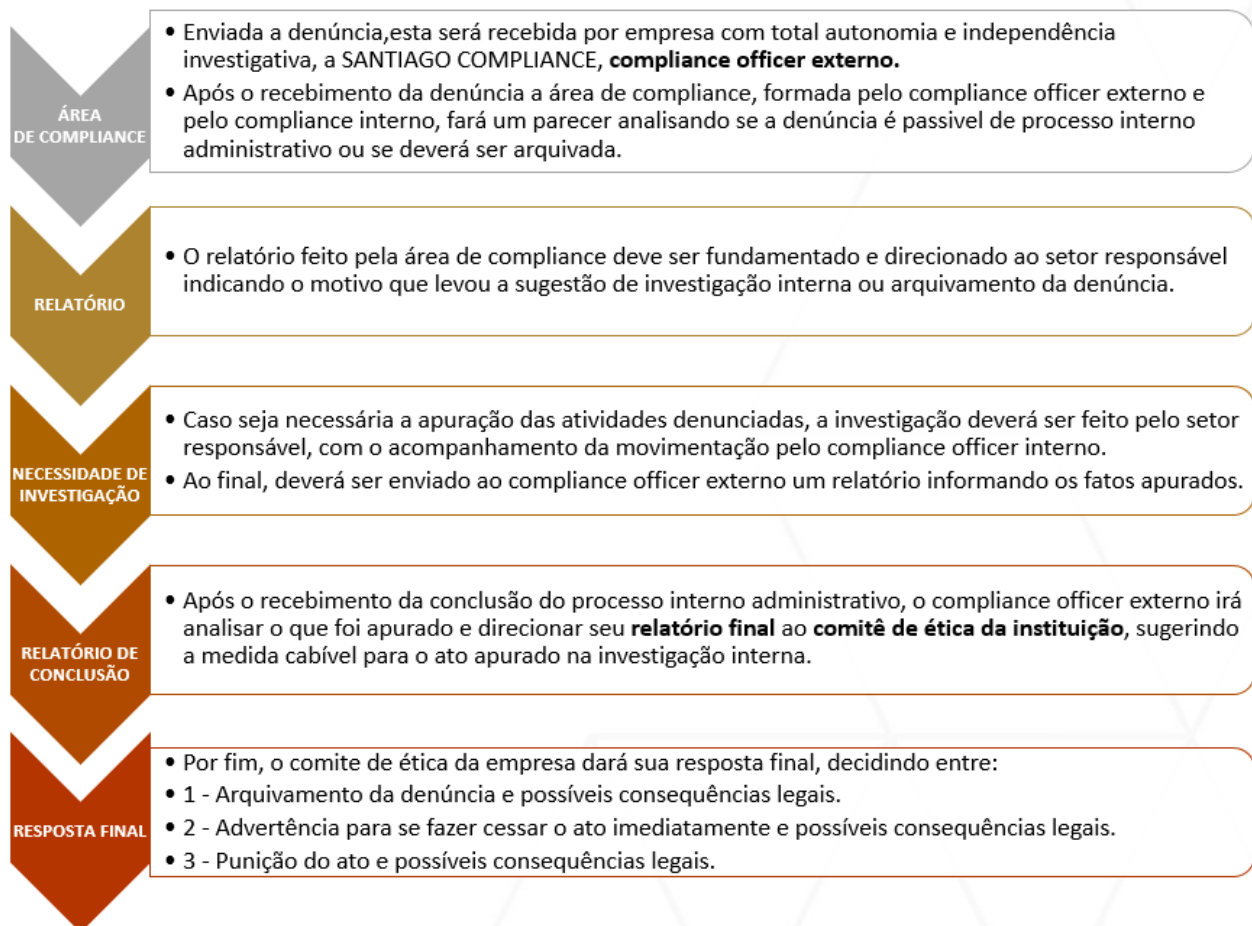 ÁREA
DE COMPLIANCE
• Enviada a denúncia,esta será recebida por empresa com total autonomia e independência
investigativa, a SANTIAGO COMPLIANCE, compliance officer externo.
• Após o recebimento da denúncia a área de compliance, formada pelo compliance officer externo e
pelo compliance interno, fará um parecer analisando se a denúncia é passivel de processo interno
administrativo ou se deverá ser arquivada.
RELATÓRIO
• O relatório feito pela área de compliance deve ser fundamentado e direcionado ao setor responsável
indicando o motivo que levou a sugestão de investigação interna ou arquivamento da denúncia.
NECESSIDADE DE
INVESTIGAÇÃO
• Caso seja necessária a apuração das atividades denunciadas, a investigação deverá ser feito pelo setor
responsável, com o acompanhamento da movimentação pelo compliance officer interno.
• Ao final, deverá ser enviado ao compliance officer externo um relatório informando os fatos apurados.
RELATÓRIO DE
CONCLUSÃO
• Após o recebimento da conclusão do processo interno administrativo, o compliance officer externo irá
analisar o que foi apurado e direcionar seu relatório final ao comitê de ética da instituição, sugerindo
a medida cabível para o ato apurado na investigação interna.
RESPOSTA FINAL
• Por fim, o comite de ética da empresa dará sua resposta final, decidindo entre:
• 1 - Arquivamento da denúncia e possíveis consequências legais.
• 2 - Advertência para se fazer cessar o ato imediatamente e possíveis consequências legais.
• 3 - Punição do ato e possíveis consequências legais.